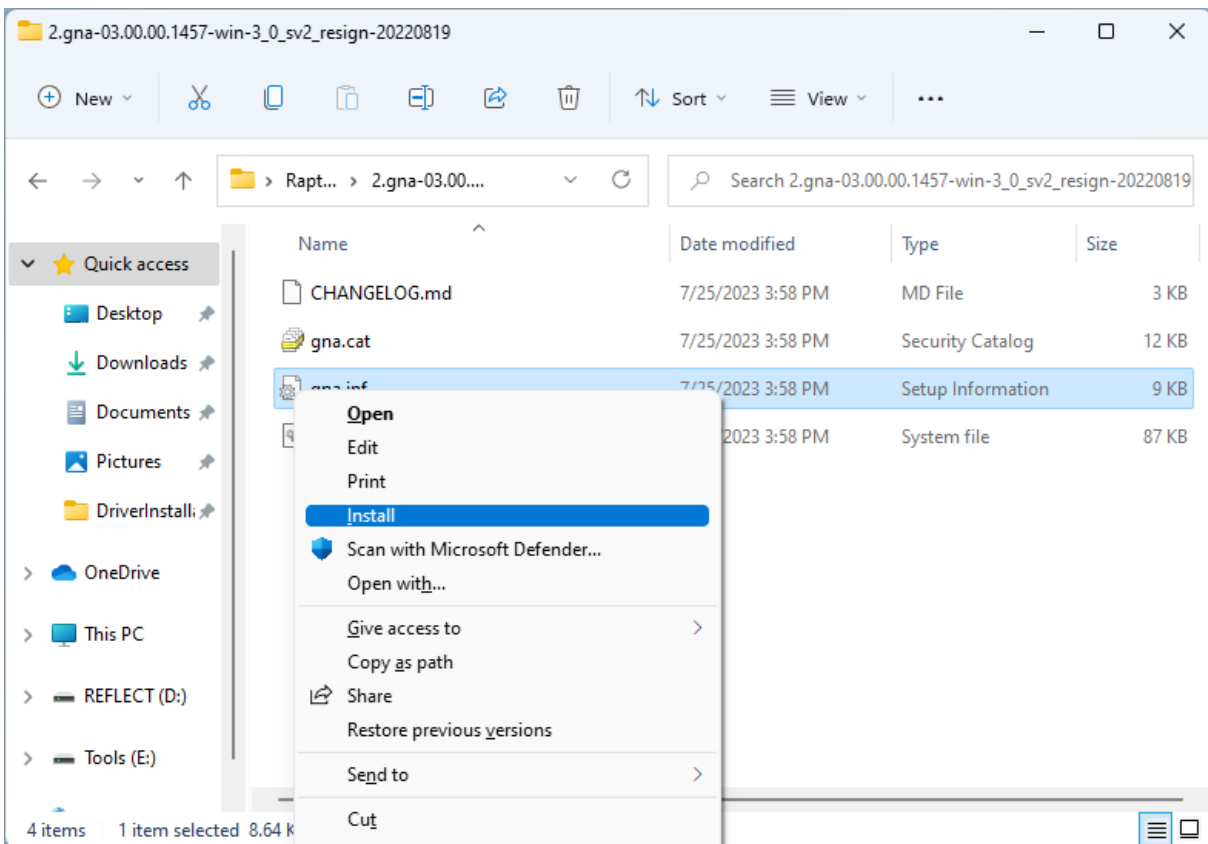 2.gna-03.00.00.1457-win-3_0_sv2_resign-20220819
New Sort View ...
Rapt... > 2.gna-03.00.... Search 2.gna-03.00.00.1457-win-3_0_sv2_resign-20220819
Name Date modified Type Size
Quick access
CHANGELOG.md 7/25/2023 3:58 PM MD File 3 KB
Desktop
gna.cat 7/25/2023 3:58 PM Security Catalog 12 KB
Downloads
gna.inf 7/25/2023 3:58 PM Setup Information 9 KB
Documents
2023 3:58 PM System file 87 KB
Pictures
DriverInstall
OneDrive
This PC
REFLECT (D:)
Tools (E:)
Open
Edit
Print
Install
Scan with Microsoft Defender...
Open with...
Give access to
Copy as path
Share
Restore previous versions
Send to
Cut
4 items 1 item selected 8.64 K